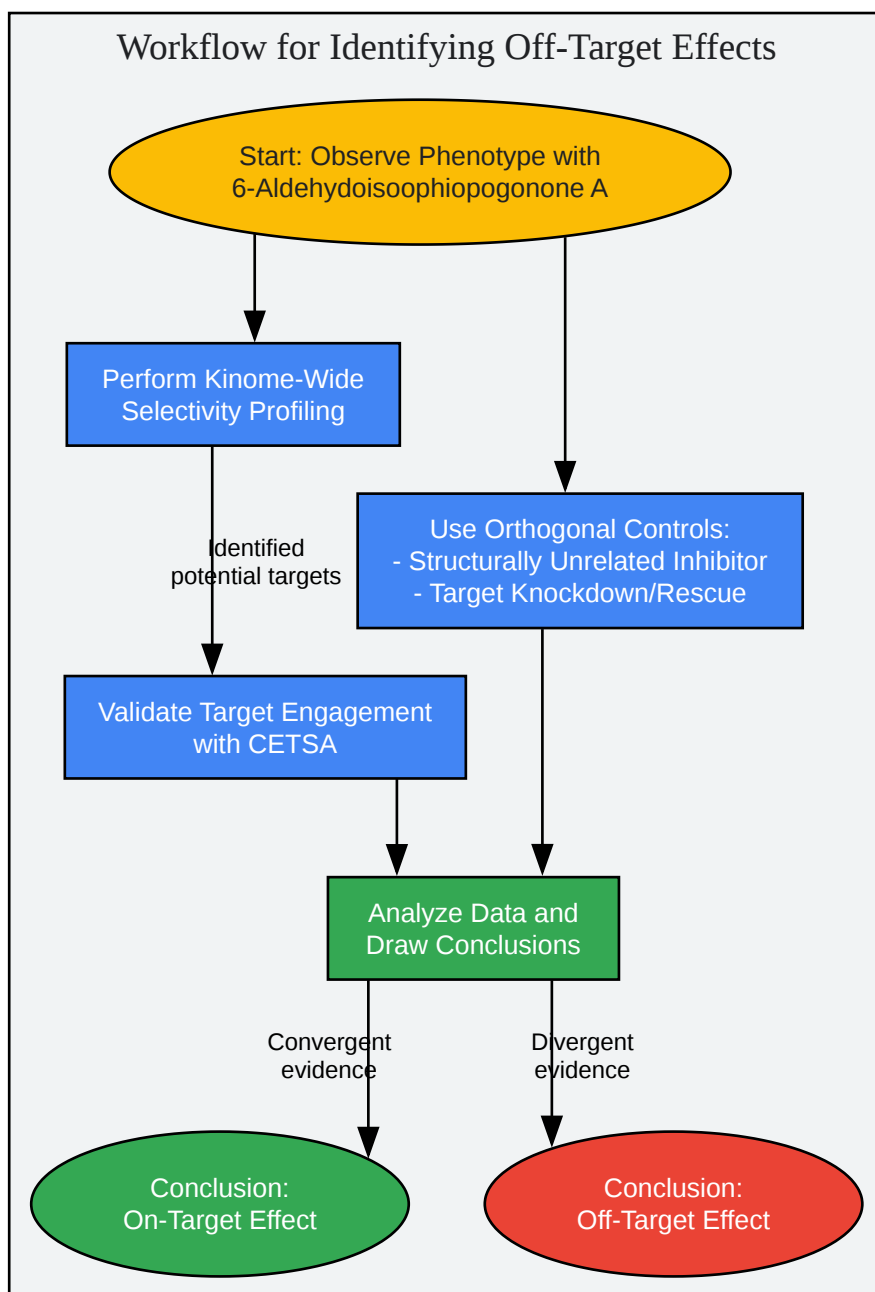 Workflow for Identifying Off-Target Effects
Start: Observe Phenotype with
6-Aldehydoisoophiopogonone A
Perform Kinome-Wide
Selectivity Profiling
Use Orthogonal Controls:
- Structurally Unrelated Inhibitor
- Target Knockdown/Rescue
Identified
potential targets
Validate Target Engagement
with CETSA
Analyze Data and
Draw Conclusions
Convergent
evidence
Divergent
evidence
Conclusion:
On-Target Effect
Conclusion:
Off-Target Effect